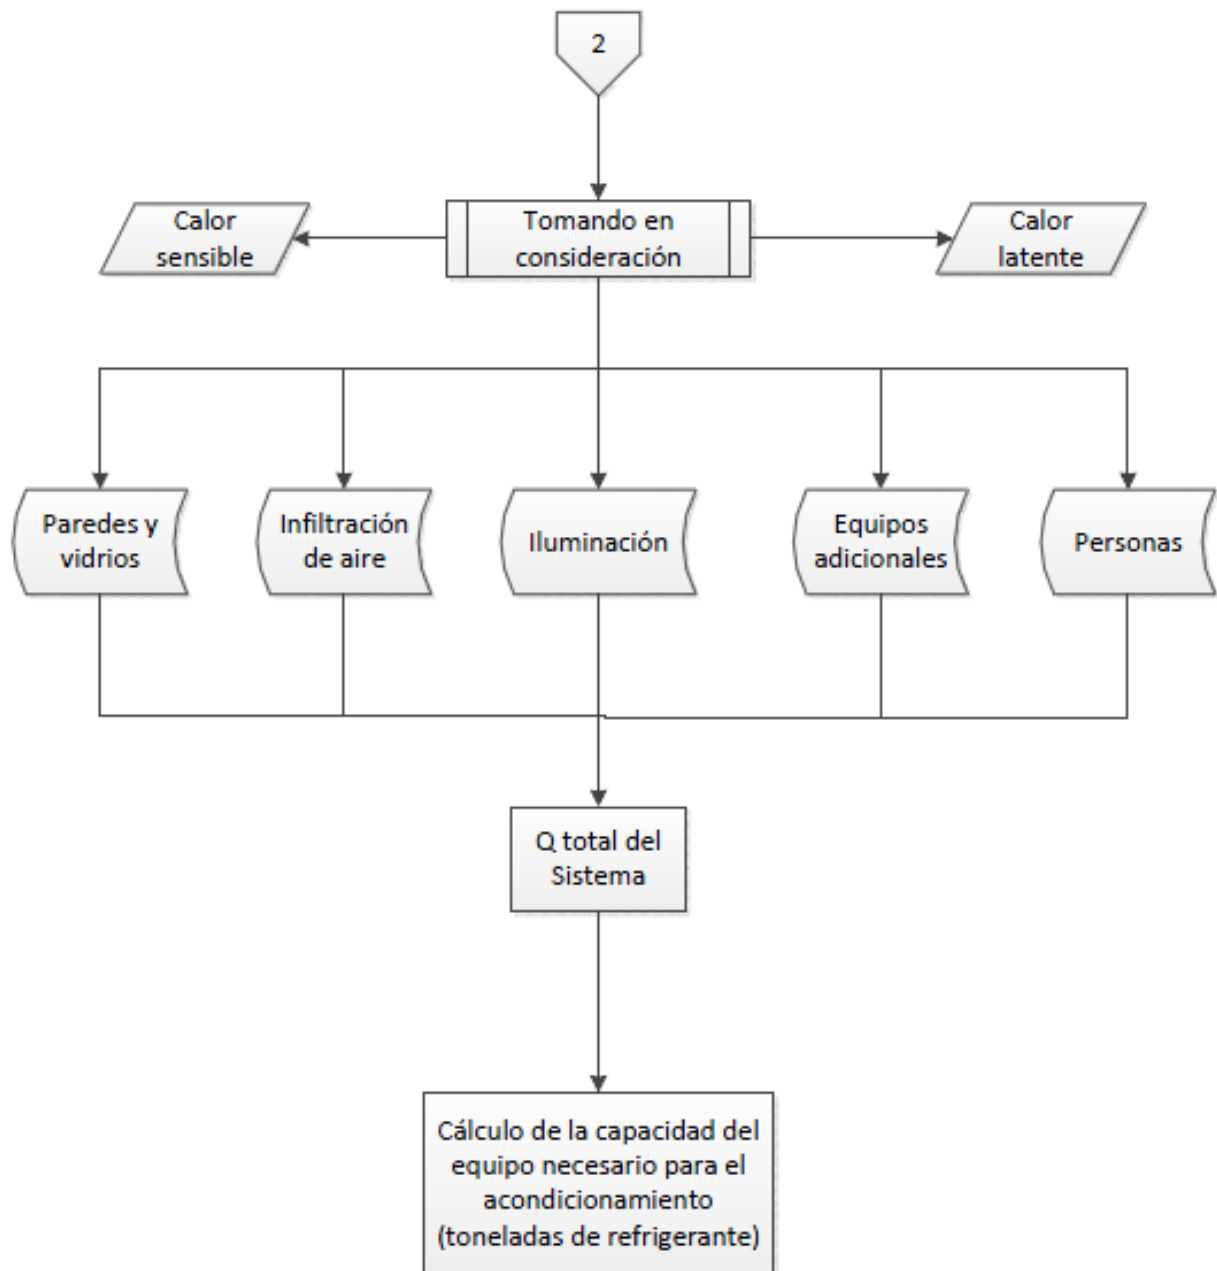 2
Calor
sensible
Tomando en
consideración
Calor
latente
Paredes y
vidrios
Infiltración
de aire
Iluminación
Equipos
adicionales
Personas
Q total del
Sistema
Cálculo de la capacidad del
equipo necesario para el
acondicionamiento
(toneladas de refrigerante)